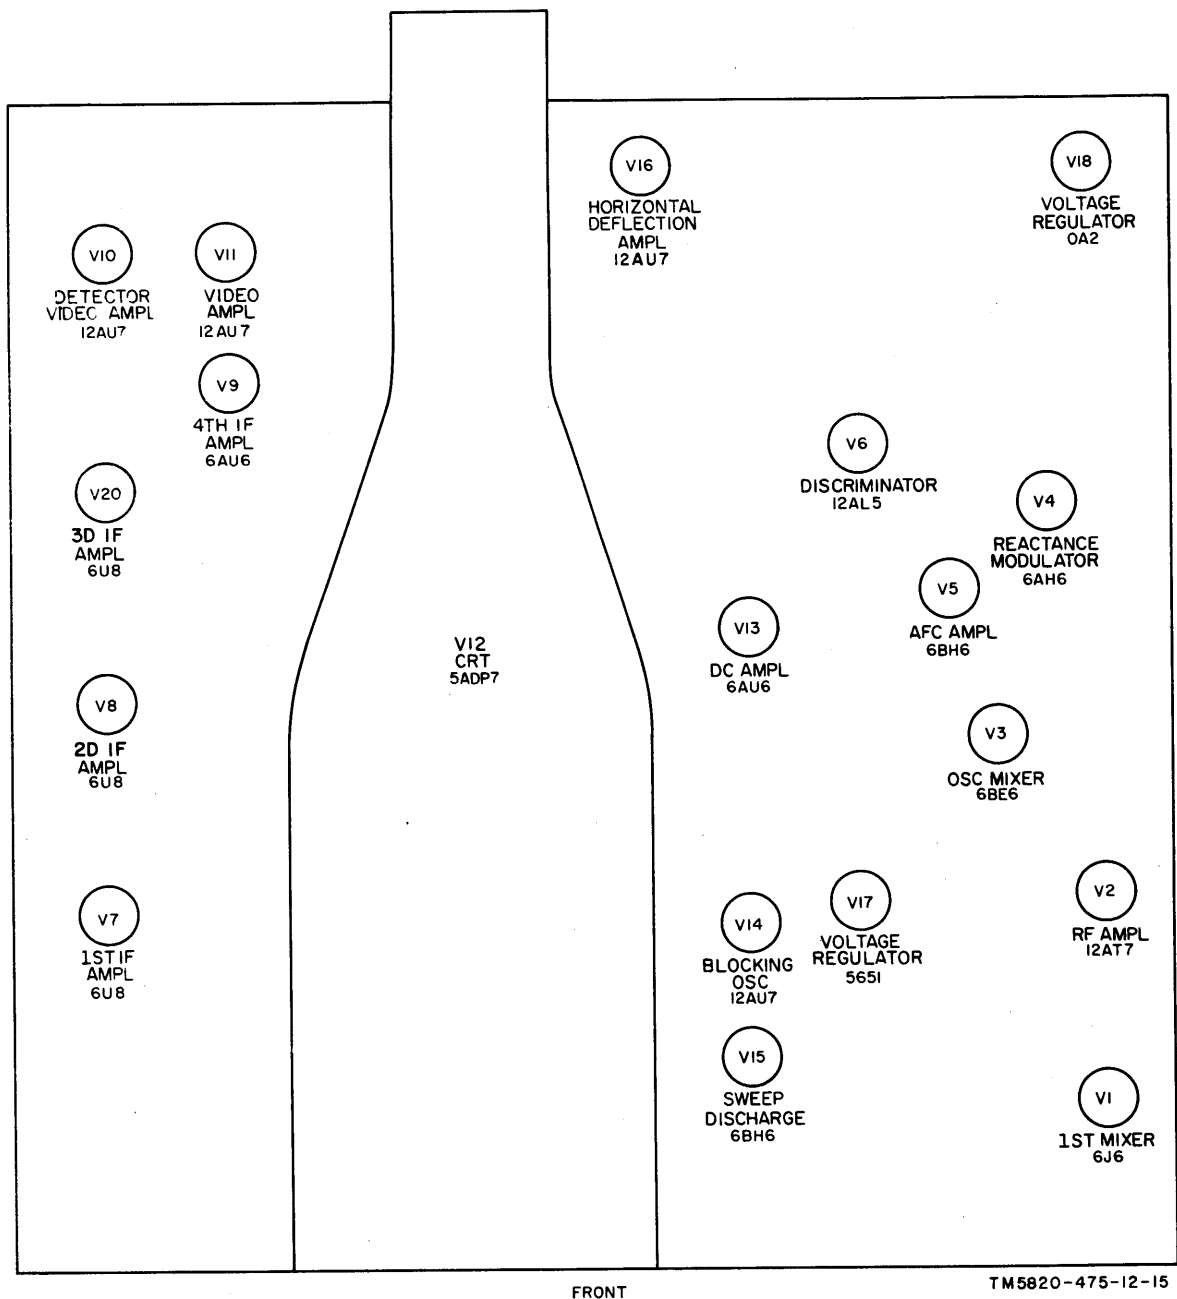 V16
HORIZONTAL
DEFLECTION
AMPL
12AU7
V18
VOLTAGE
REGULATOR
OA2
V10
DETECTOR
VIDEO AMPL
12AU7
V11
VIDEO
AMPL
12AU7
V9
4TH IF
AMPL
6AU6
V20
3D IF
AMPL
6U8
V6
DISCRIMINATOR
12AL5
V4
REACTANCE
MODULATOR
6AH6
V5
AFC AMPL
6BH6
V13
DC AMPL
6AU6
V12
CRT
5ADP7
V8
2D IF
AMPL
6U8
V3
OSC MIXER
6BE6
V7
1ST IF
AMPL
6U8
V14
BLOCKING
OSC
12AU7
V17
VOLTAGE
REGULATOR
5651
V2
RF AMPL
12AT7
V15
SWEEP
DISCHARGE
6BH6
V1
1ST MIXER
6J6
FRONT
TM5820-475-12-15